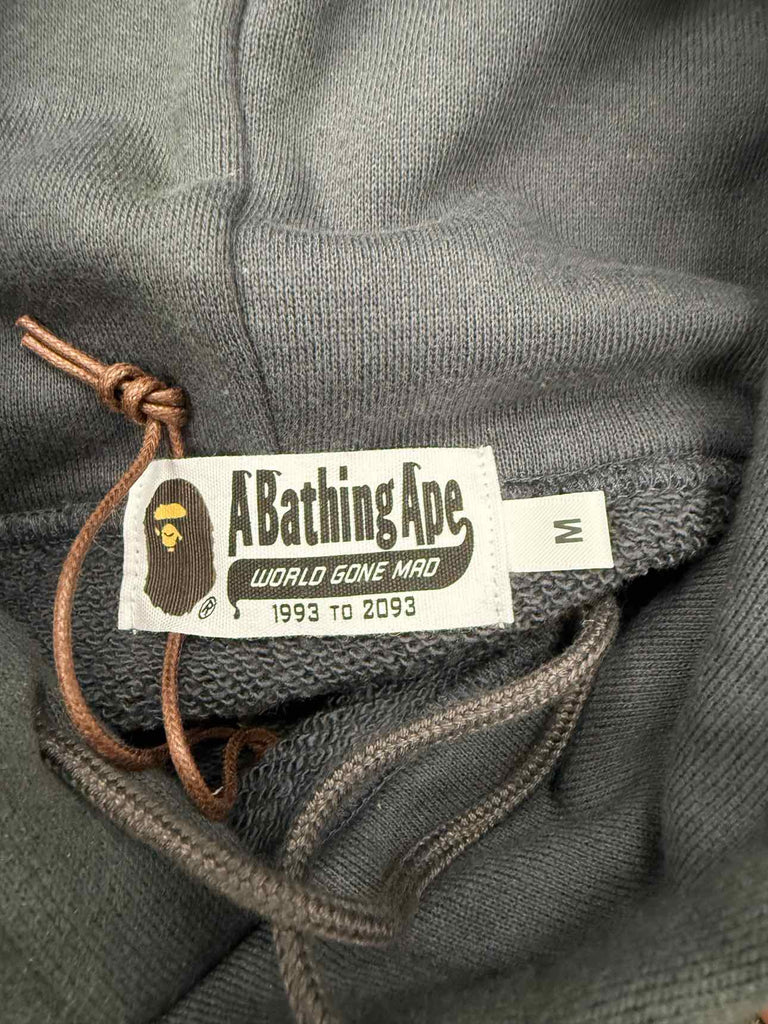 A Bathing Ape
WORLD GONE MAD
1993 TO 2093
®
M